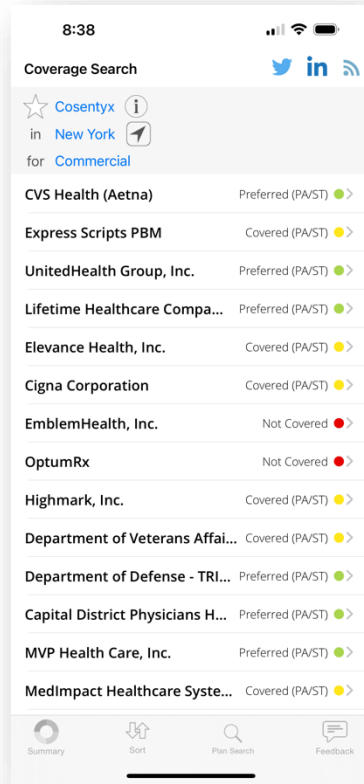 8:38
Coverage Search
Cosentyx i
in New York
for Commercial
CVS Health (Aetna) Preferred (PA/ST)
Express Scripts PBM Covered (PA/ST)
UnitedHealth Group, Inc. Preferred (PA/ST)
Lifetime Healthcare Compa... Preferred (PA/ST)
Elevance Health, Inc. Covered (PA/ST)
Cigna Corporation Covered (PA/ST)
EmblemHealth, Inc. Not Covered
OptumRx Not Covered
Highmark, Inc. Covered (PA/ST)
Department of Veterans Affai... Covered (PA/ST)
Department of Defense - TRI... Preferred (PA/ST)
Capital District Physicians H... Preferred (PA/ST)
MVP Health Care, Inc. Preferred (PA/ST)
MedImpact Healthcare Syste... Covered (PA/ST)
Summary Sort Plan Search Feedback